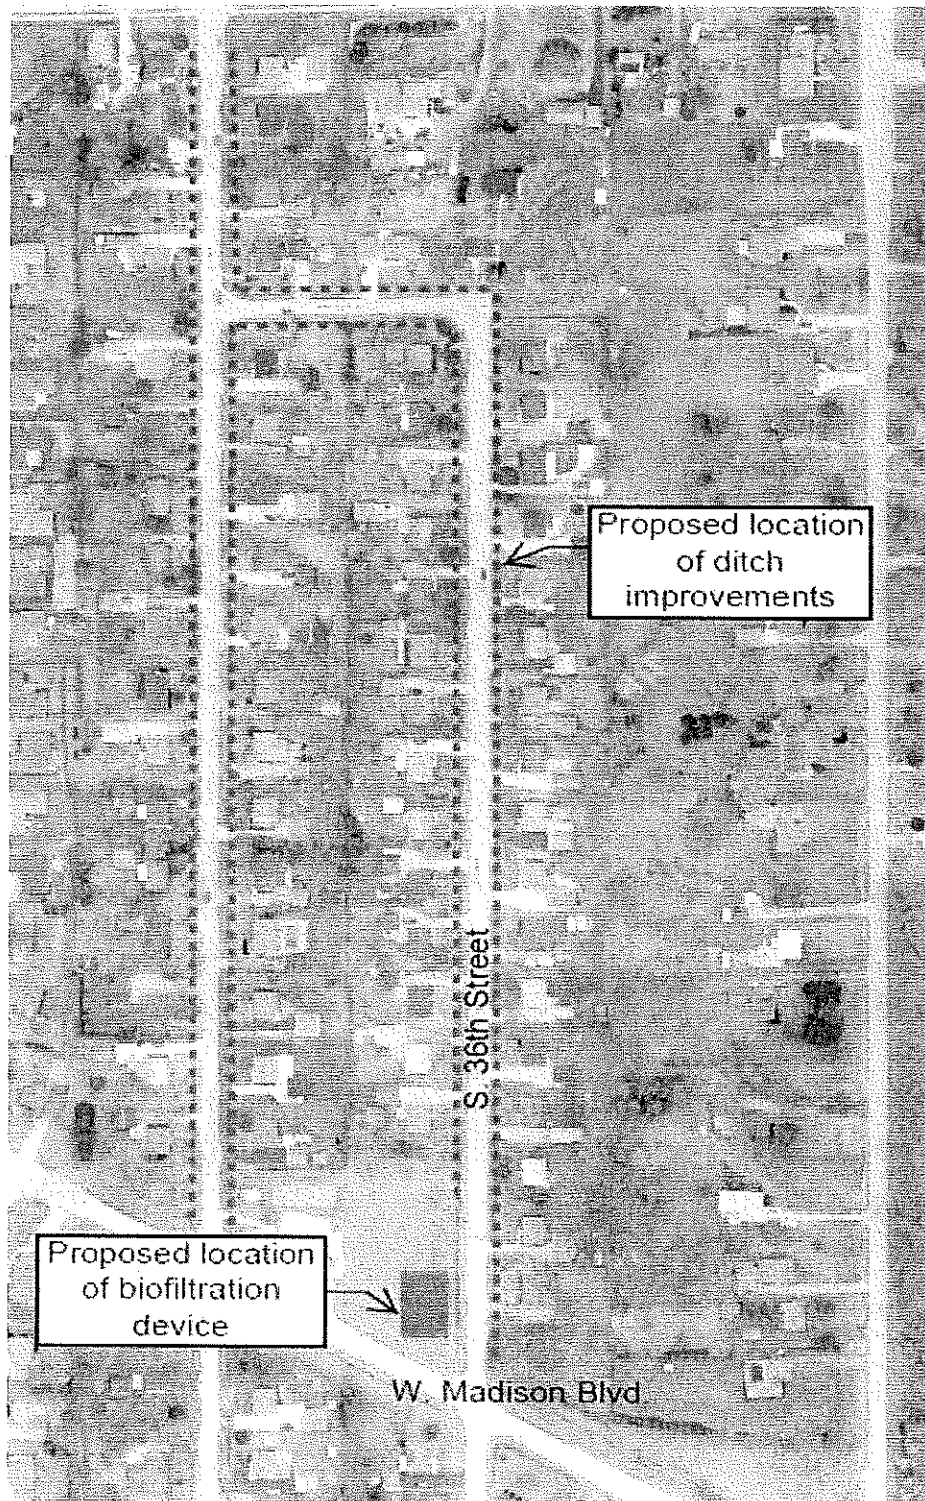 Proposed location
of ditch
improvements
S. 36th Street
Proposed location
of biofiltration
device
W. Madison Blvd.